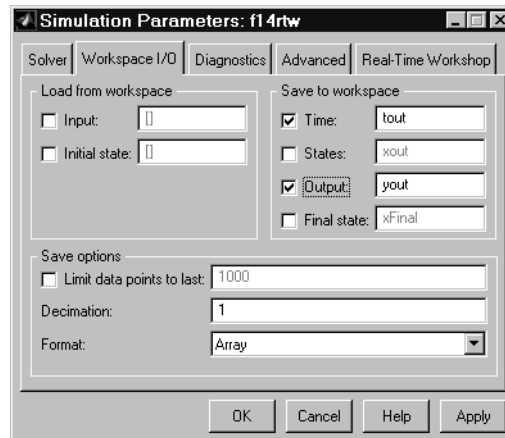 Simulation Parameters: f14rtw
Solver Workspace I/O Diagnostics Advanced Real-Time Workshop
Load from workspace
Input: []
Initial state: []
Save to workspace
Time: tout
States: xout
Output: yout
Final state: xFinal
Save options
Limit data points to last: 1000
Decimation: 1
Format: Array
OK Cancel Help Apply